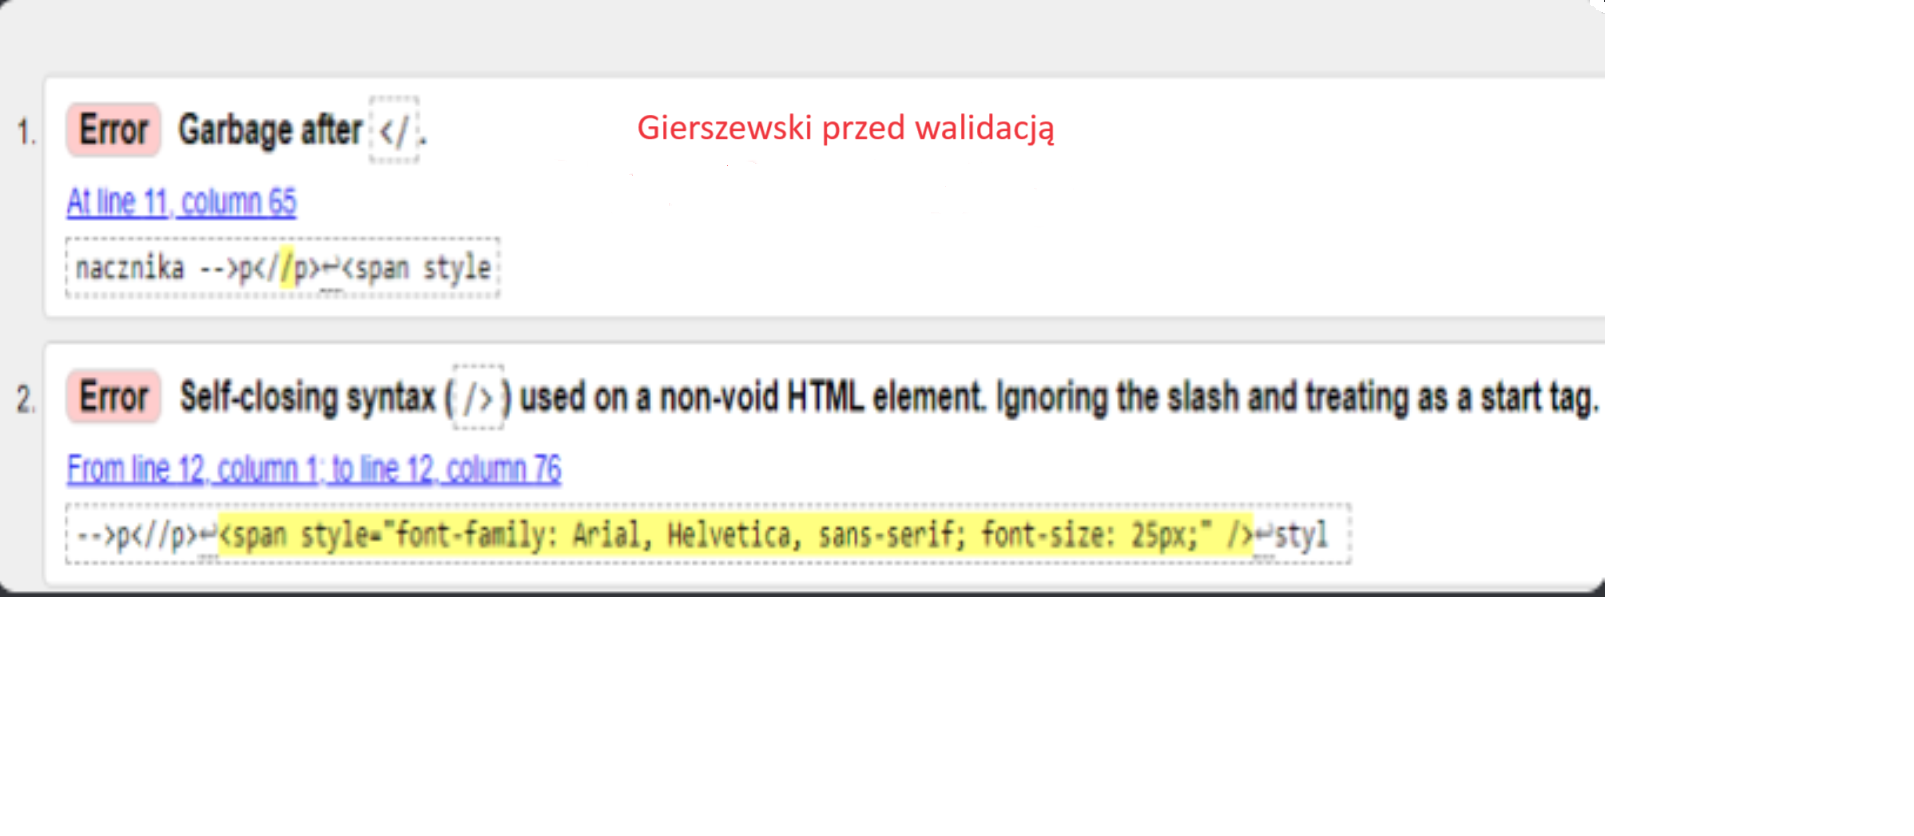 1. Error Garbage after </. Gierszewski przed walidacją
At line 11, column 65
nacznika -->p<//p>↩<span style
2. Error Self-closing syntax (/>) used on a non-void HTML element. Ignoring the slash and treating as a start tag.
From line 12, column 1; to line 12, column 76
-->p<//p>↩<span style="font-family: Arial, Helvetica, sans-serif; font-size: 25px;" />↩styl